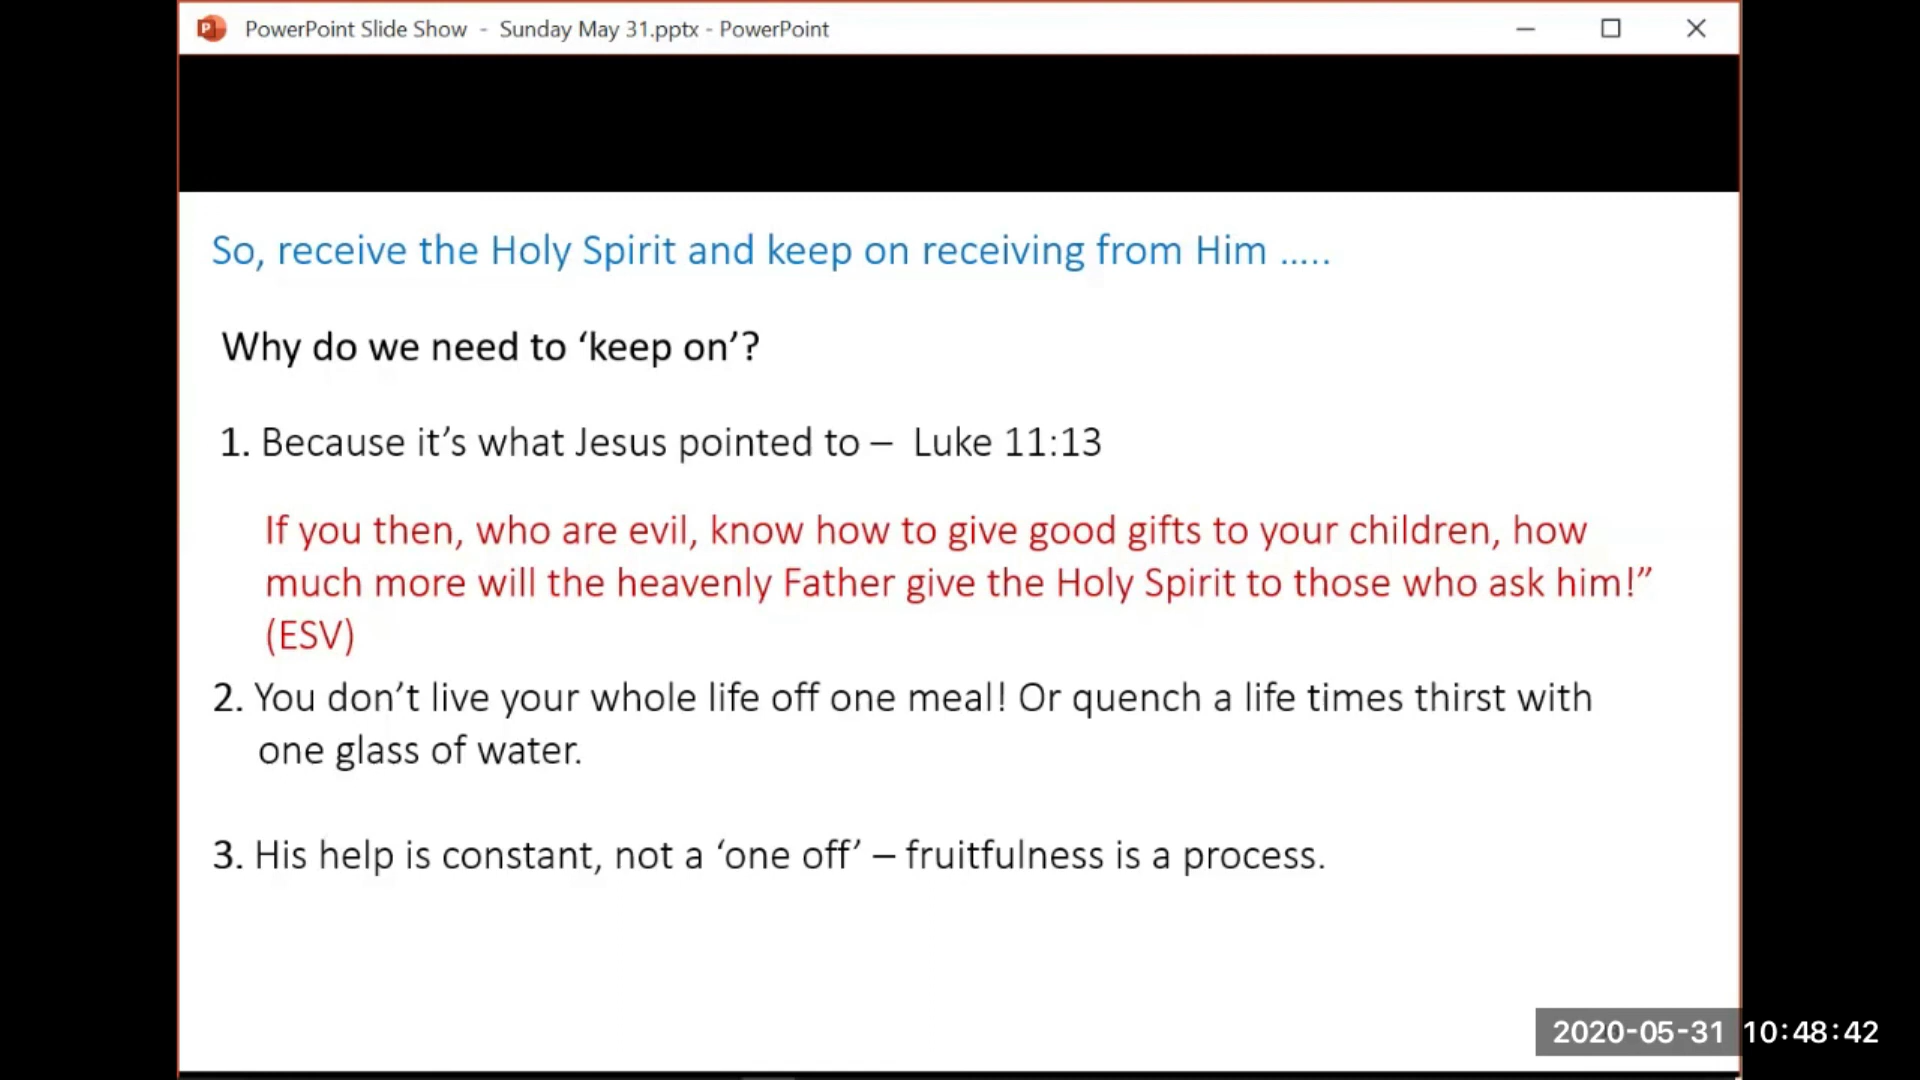 PowerPoint Slide Show - Sunday May 31.pptx - PowerPoint
So, receive the Holy Spirit and keep on receiving from Him .....
Why do we need to ‘keep on’?
1. Because it’s what Jesus pointed to – Luke 11:13
If you then, who are evil, know how to give good gifts to your children, how
much more will the heavenly Father give the Holy Spirit to those who ask him!”
(ESV)
2. You don’t live your whole life off one meal! Or quench a life times thirst with
one glass of water.
3. His help is constant, not a ‘one off’ – fruitfulness is a process.
2020-05-31 10:48:42